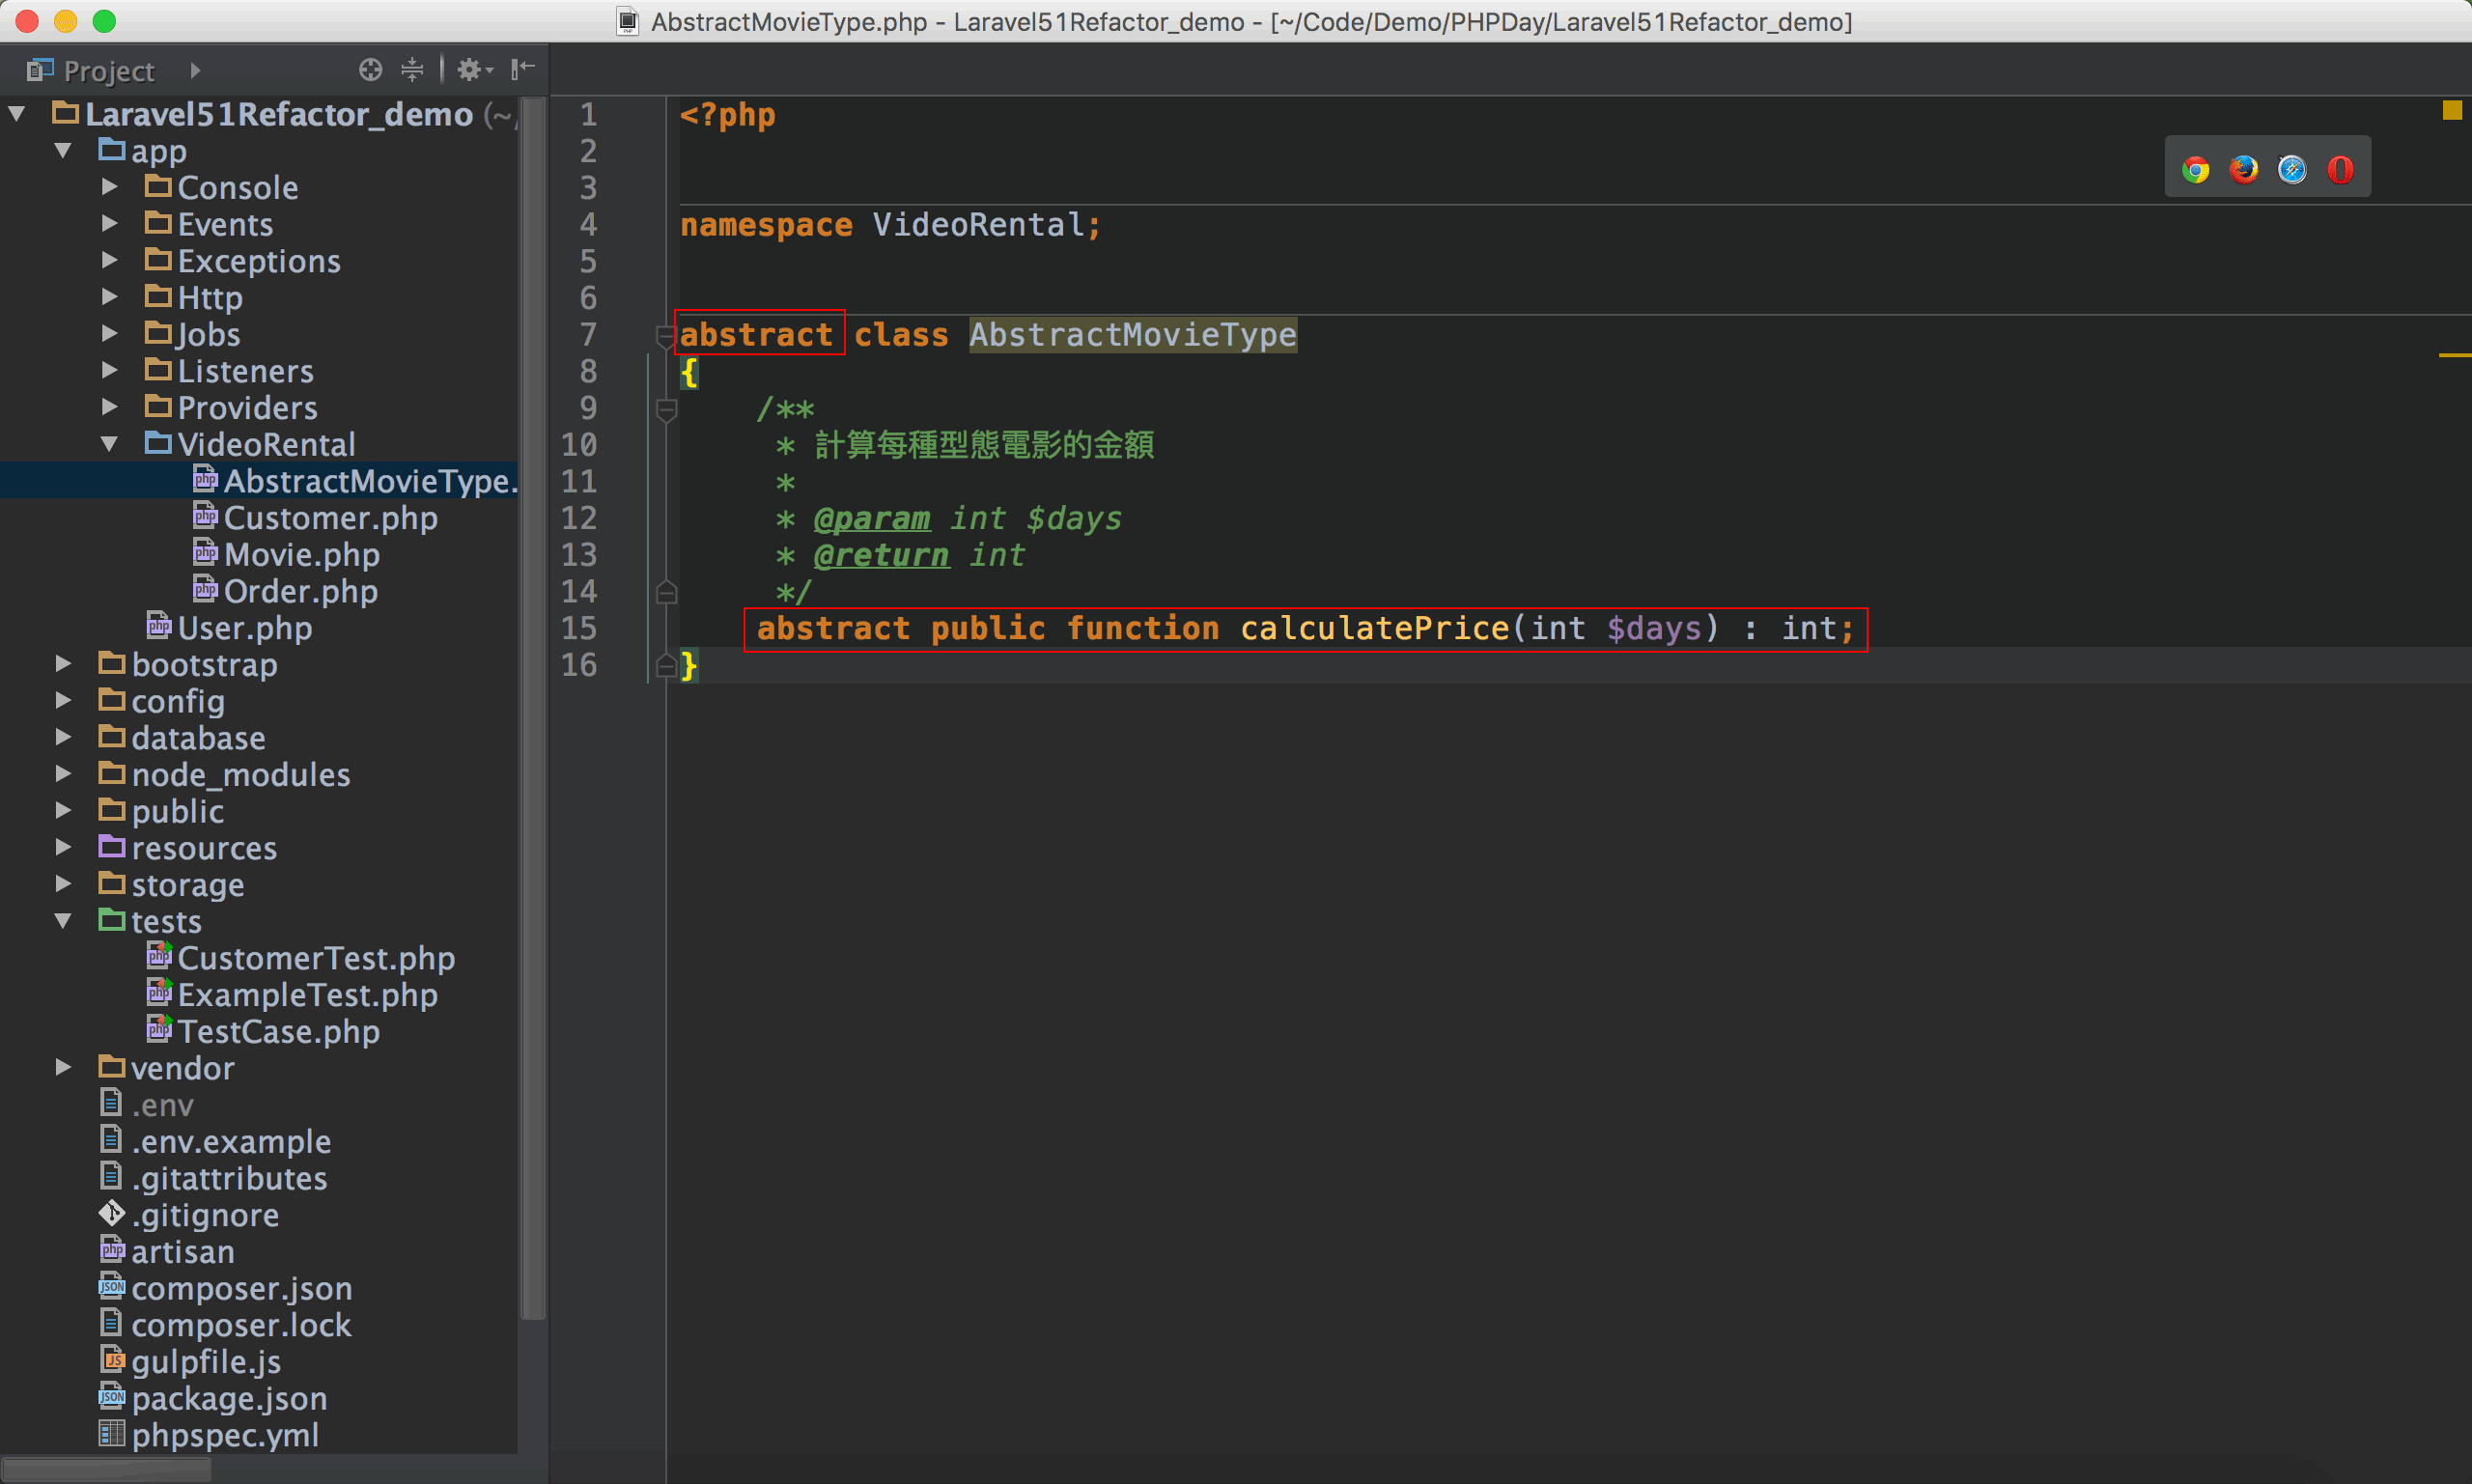 AbstractMovieType.php - Laravel51Refactor_demo - [~/Code/Demo/PHPDay/Laravel51Refactor_demo]
Project
Laravel51Refactor_demo (~/
app
Console
Events
Exceptions
Http
Jobs
Listeners
Providers
VideoRental
AbstractMovieType.
Customer.php
Movie.php
Order.php
User.php
bootstrap
config
database
node_modules
public
resources
storage
tests
CustomerTest.php
ExampleTest.php
TestCase.php
vendor
.env
.env.example
.gitattributes
.gitignore
artisan
composer.json
composer.lock
gulpfile.js
package.json
phpspec.yml
1 <?php
2
3
4 namespace VideoRental;
5
6
7 abstract class AbstractMovieType
8 {
9 /**
10 * 計算每種型態電影的金額
11 *
12 * @param int $days
13 * @return int
14 */
15 abstract public function calculatePrice(int $days) : int;
16 }